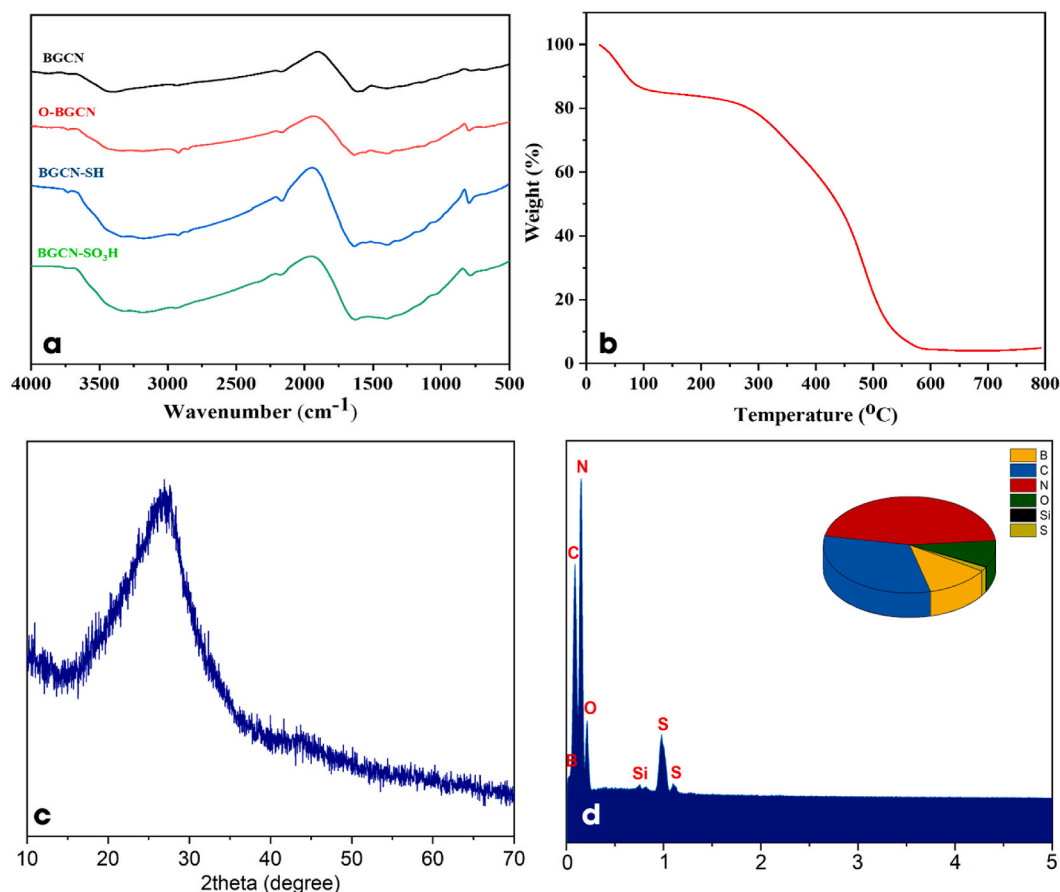 BGCN
O-BGCN
BGCN-SH
BGCN-SO₃H
a
4000 3500 3000 2500 2000 1500 1000 500
Wavenumber (cm⁻¹)
100
80
60
40
20
0
Weight (%)
b
0 100 200 300 400 500 600 700 800
Temperature (⁰C)
c
10 20 30 40 50 60 70
2theta (degree)
N
C
O
B
Si
S
S
B
C
N
O
Si
S
d
0 1 2 3 4 5